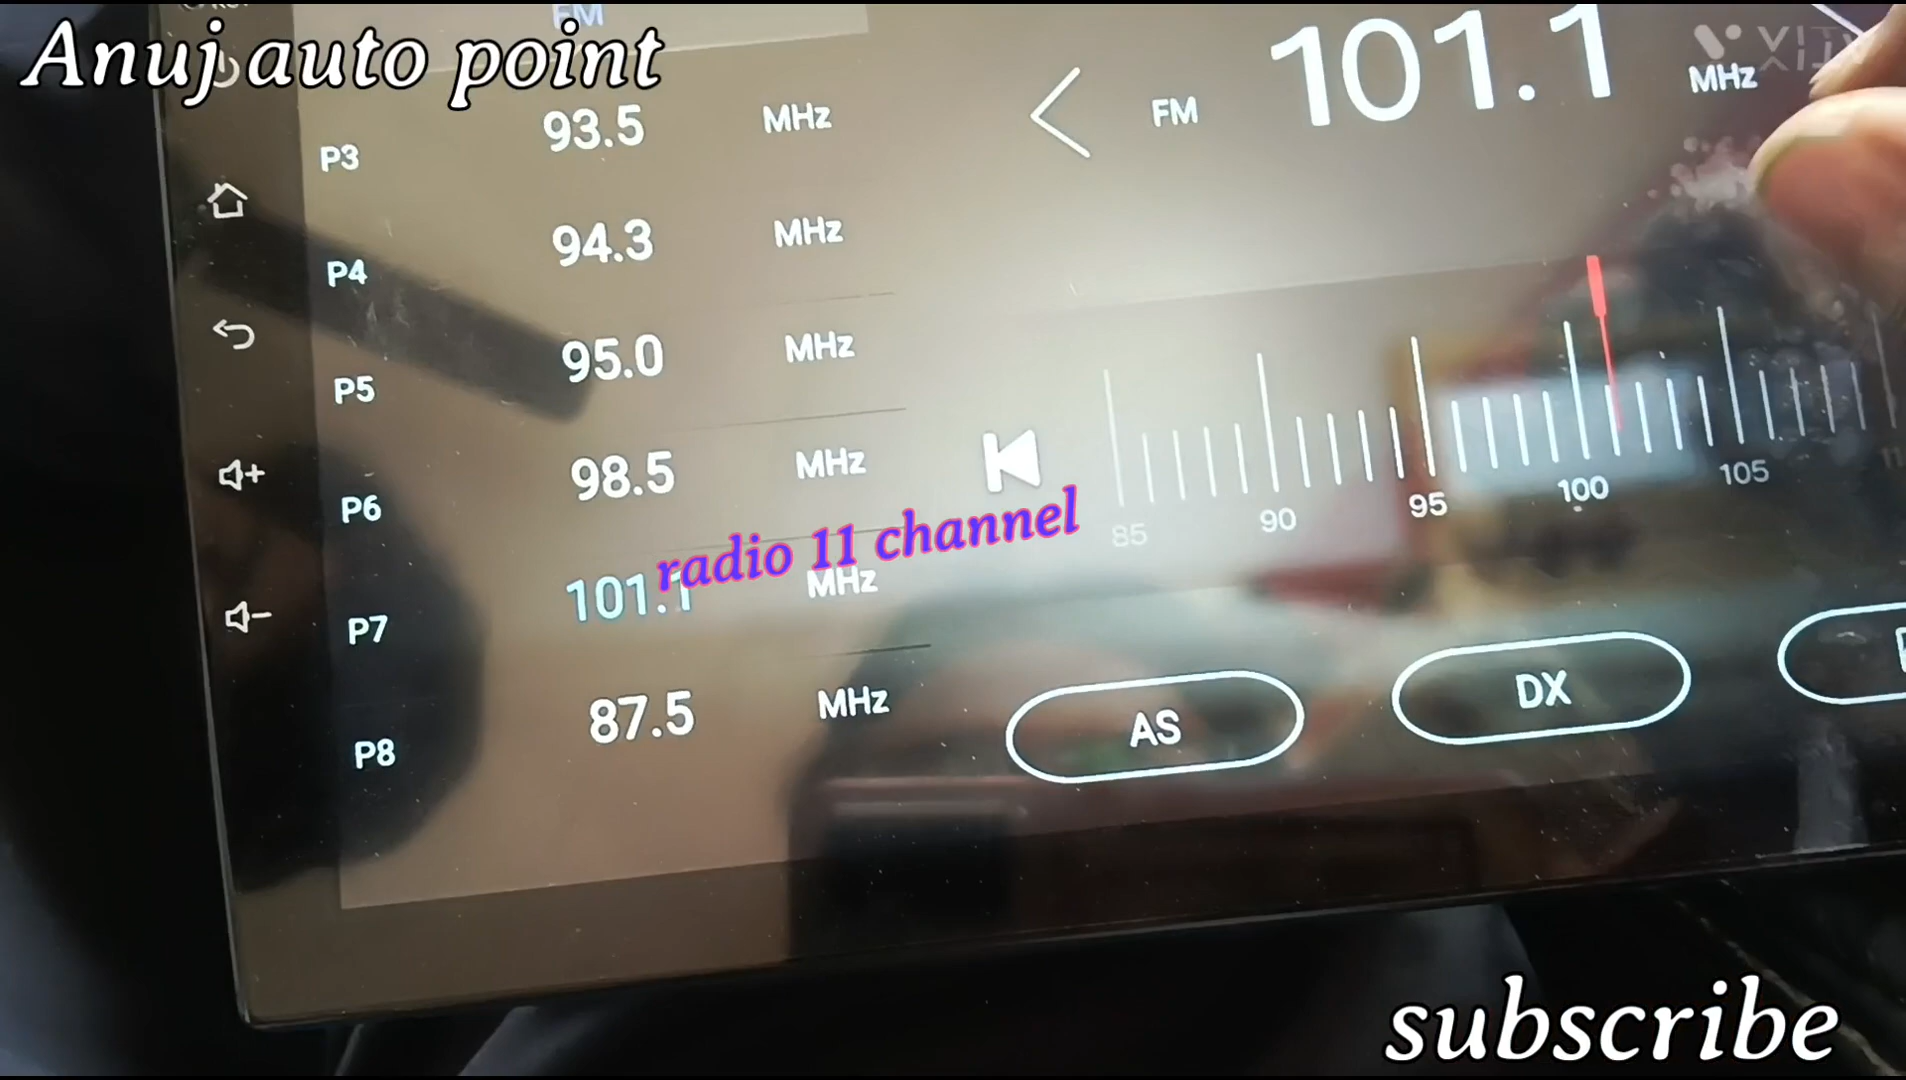 Anuj auto point
FM
P3 93.5 MHz
P4 94.3 MHz
P5 95.0 MHz
P6 98.5 MHz
P7 101.1 MHz
P8 87.5 MHz
FM 101.1 MHz
85 90 95 100 105
radio 11 channel
AS DX
subscribe